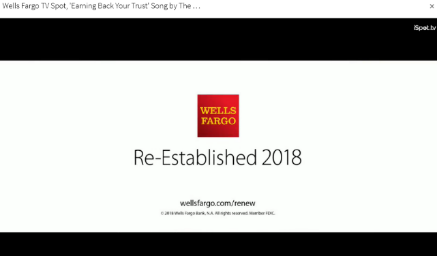 Wells Fargo TV Spot, 'Earning Back Your Trust' Song by The ...
×
iSpot.tv
WELLS
FARGO
Re-Established 2018
wellsfargo.com/renew
© 2018 Wells Fargo Bank, N.A. All rights reserved. Member FDIC.